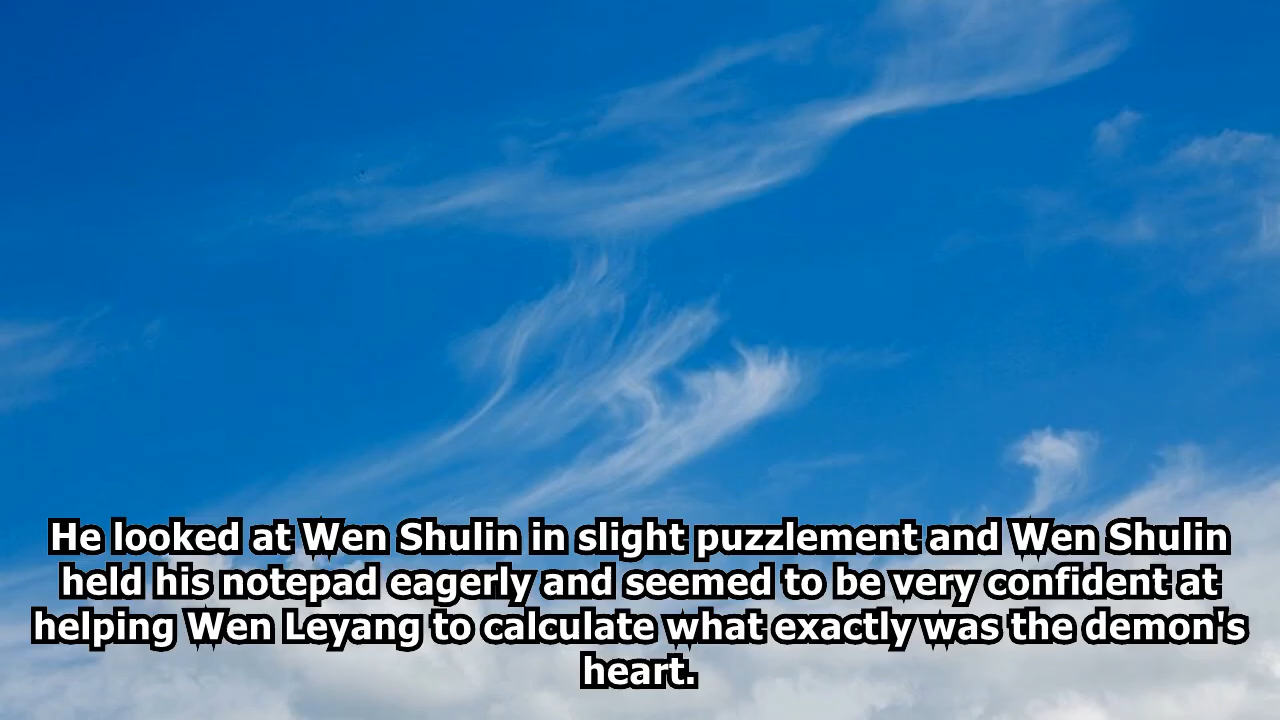 He looked at Wen Shulin in slight puzzlement and Wen Shulin
held his notepad eagerly and seemed to be very confident at
helping Wen Leyang to calculate what exactly was the demon's
heart.